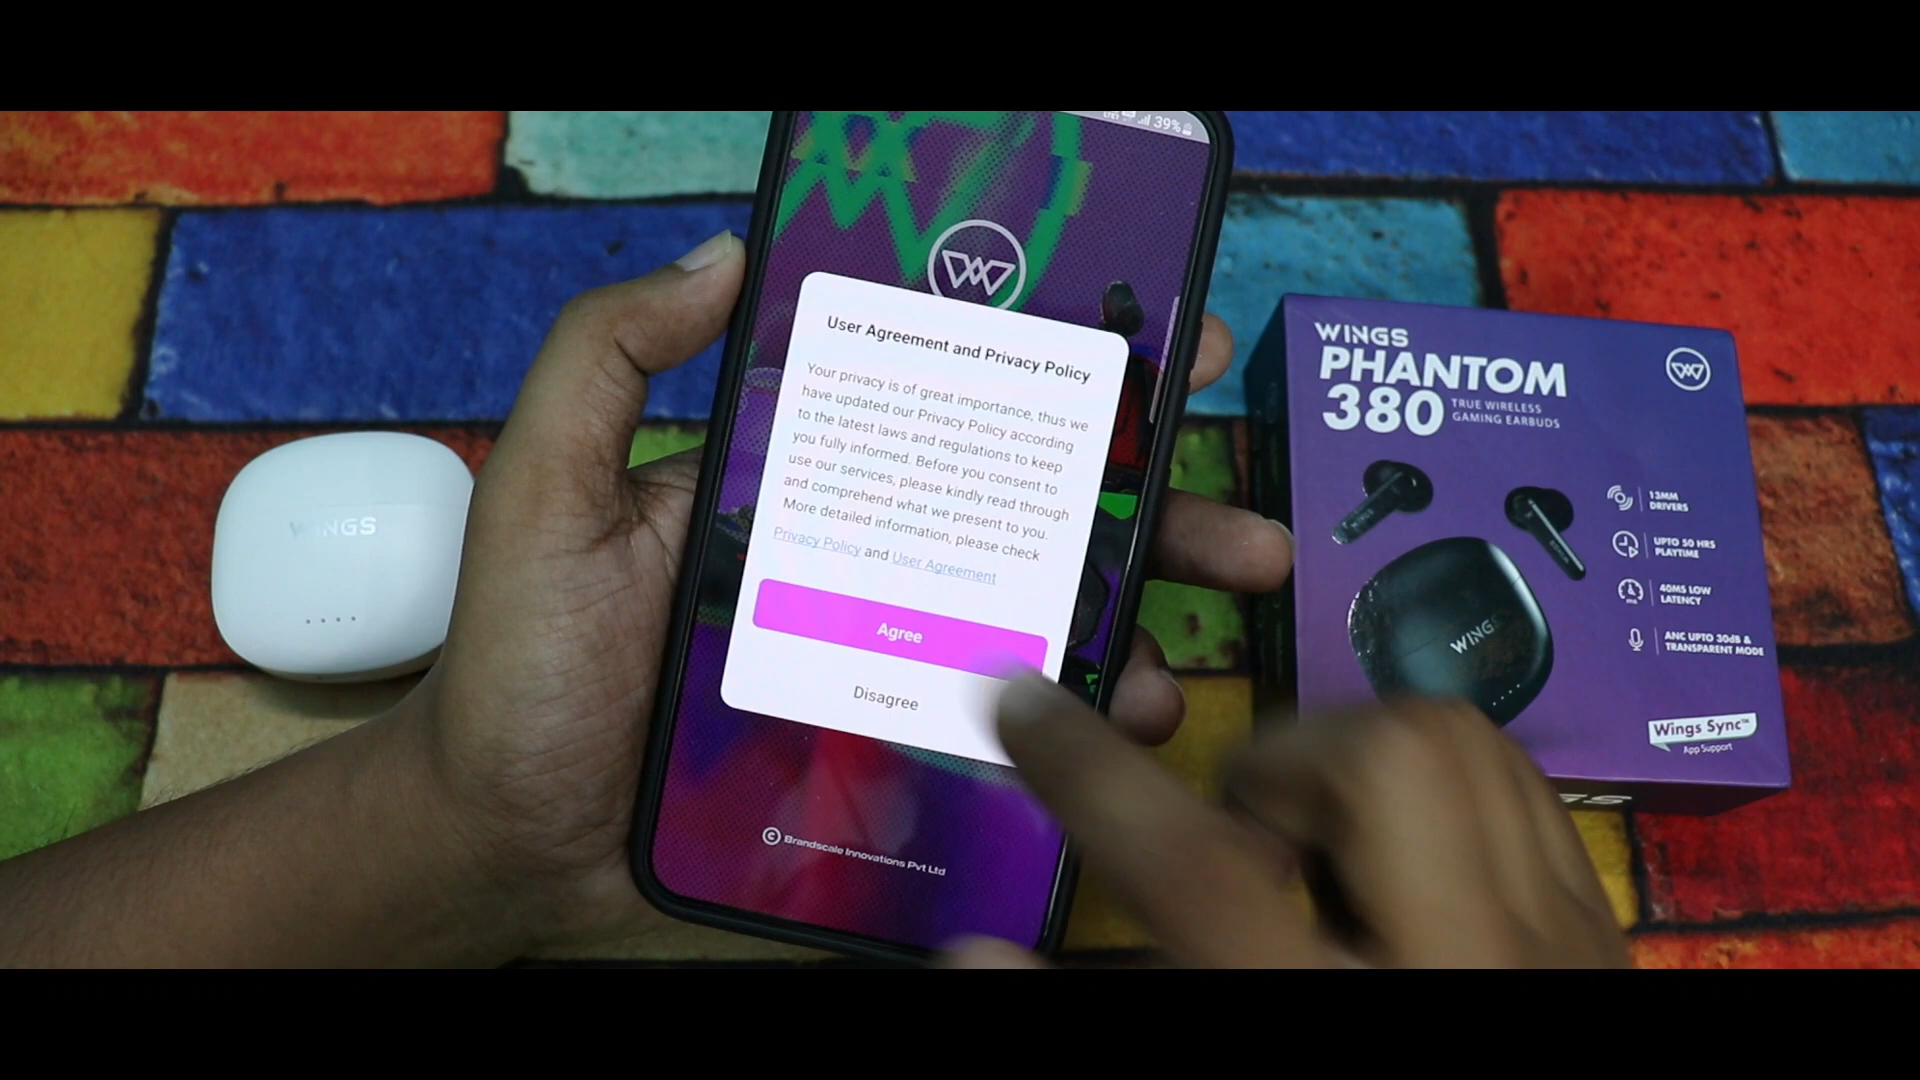 39%
User Agreement and Privacy Policy
Your privacy is of great importance, thus we
have updated our Privacy Policy according
to the latest laws and regulations to keep
you fully informed. Before you consent to
use our services, please kindly read through
and comprehend what we present to you.
More detailed information, please check
Privacy Policy and User Agreement
Agree
Disagree
© Brandscale Innovations Pvt Ltd
WINGS
WINGS
PHANTOM
380
TRUE WIRELESS
GAMING EARBUDS
13MM
DRIVERS
UPTO 50 HRS
PLAYTIME
40MS LOW
LATENCY
ANC UPTO 30dB &
TRANSPARENT MODE
WINGS
Wings Sync™
App Support